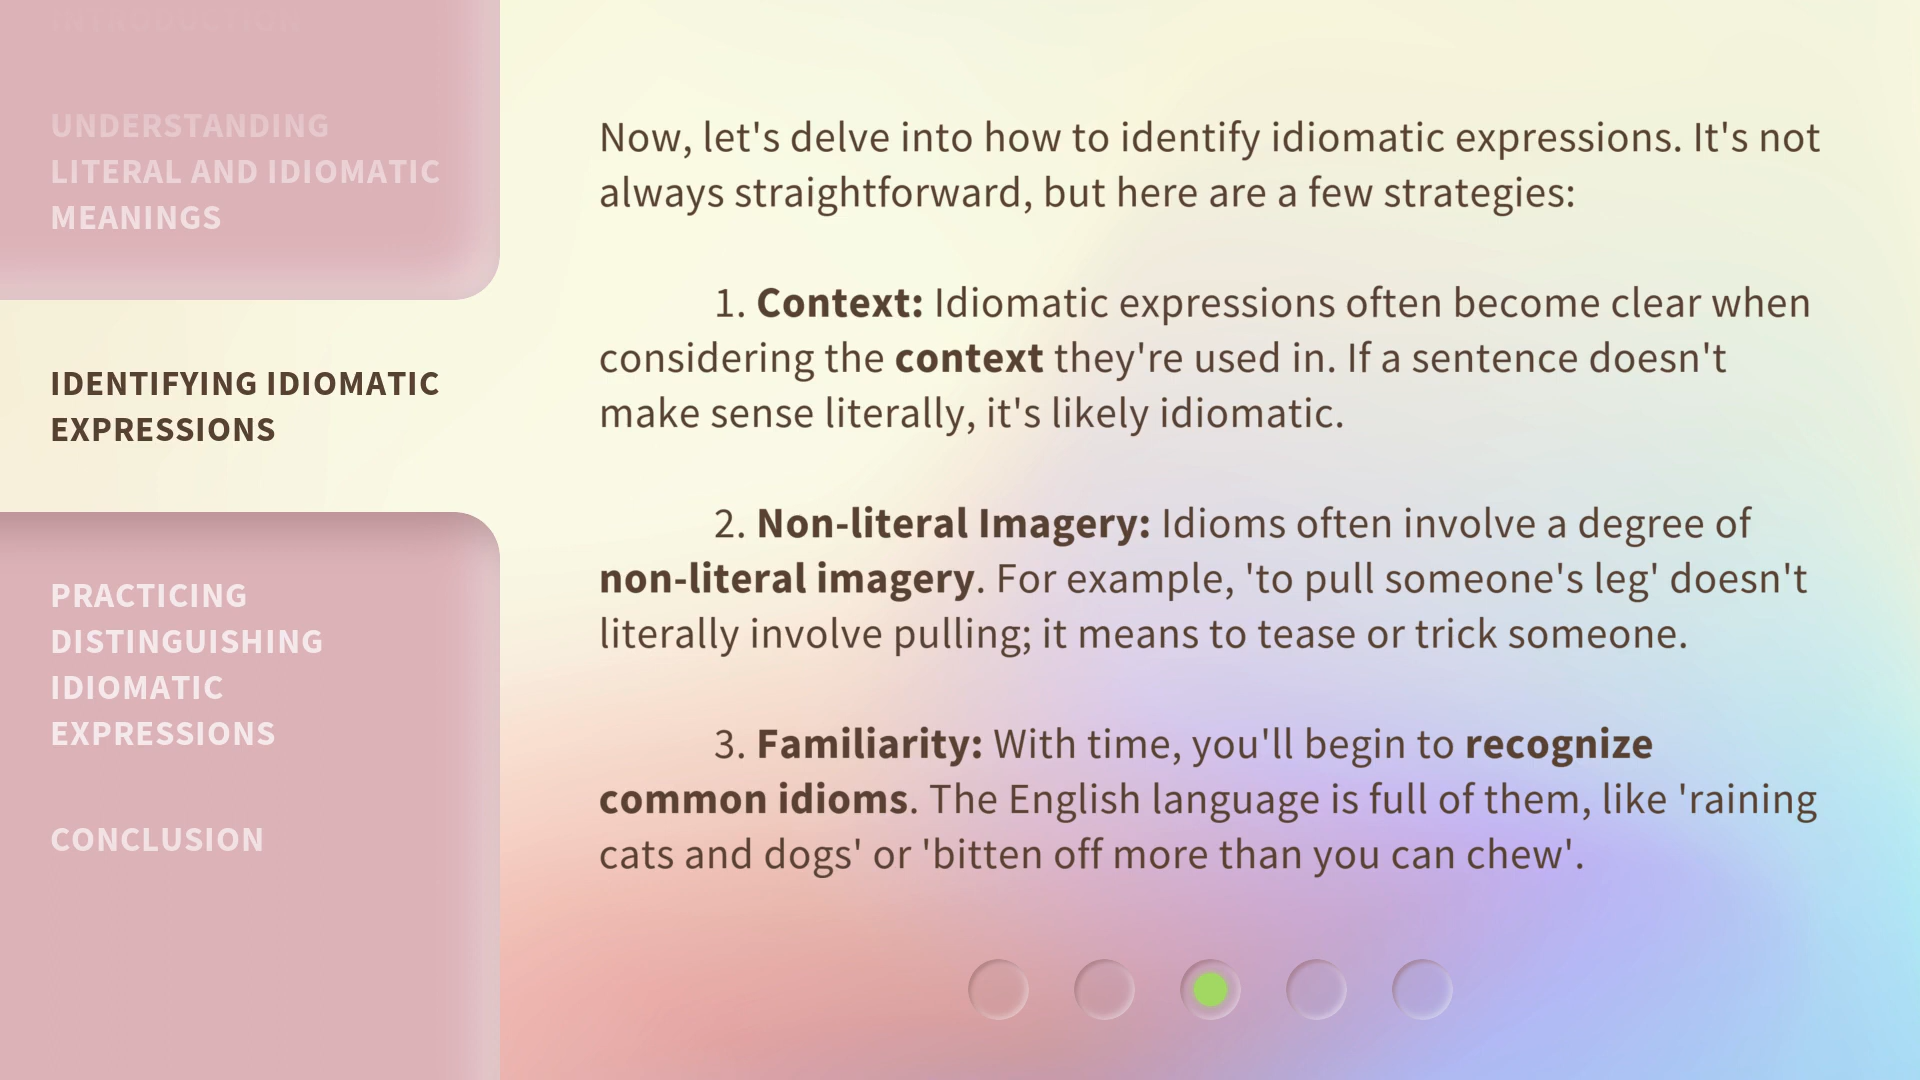 INTRODUCTION
UNDERSTANDING
LITERAL AND IDIOMATIC
MEANINGS
IDENTIFYING IDIOMATIC
EXPRESSIONS
PRACTICING
DISTINGUISHING
IDIOMATIC
EXPRESSIONS
CONCLUSION
Now, let's delve into how to identify idiomatic expressions. It's not
always straightforward, but here are a few strategies:
1. Context: Idiomatic expressions often become clear when
considering the context they're used in. If a sentence doesn't
make sense literally, it's likely idiomatic.
2. Non-literal Imagery: Idioms often involve a degree of
non-literal imagery. For example, 'to pull someone's leg' doesn't
literally involve pulling; it means to tease or trick someone.
3. Familiarity: With time, you'll begin to recognize
common idioms. The English language is full of them, like 'raining
cats and dogs' or 'bitten off more than you can chew'.